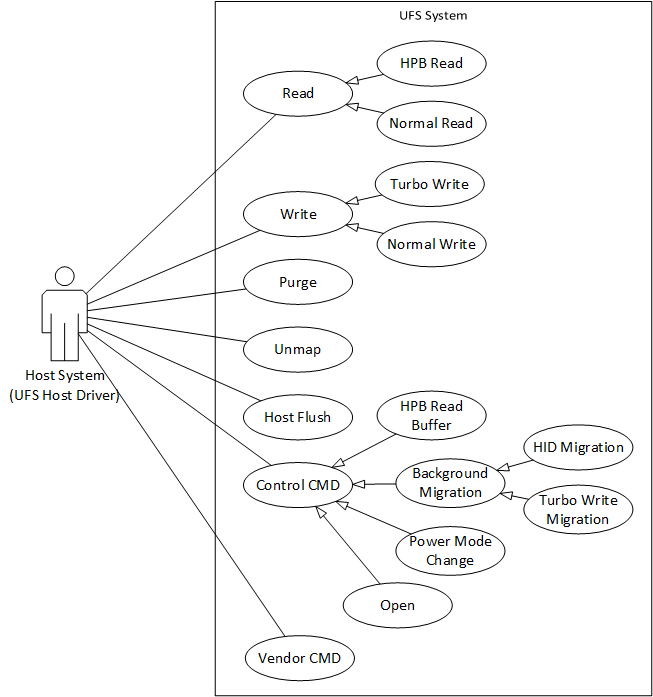 UFS System
HPB Read
Read
Normal Read
Turbo Write
Write
Normal Write
Purge
Unmap
Host System
(UFS Host Driver)
Host Flush
HPB Read
Buffer
HID Migration
Control CMD
Background
Migration
Turbo Write
Migration
Power Mode
Change
Open
Vendor CMD